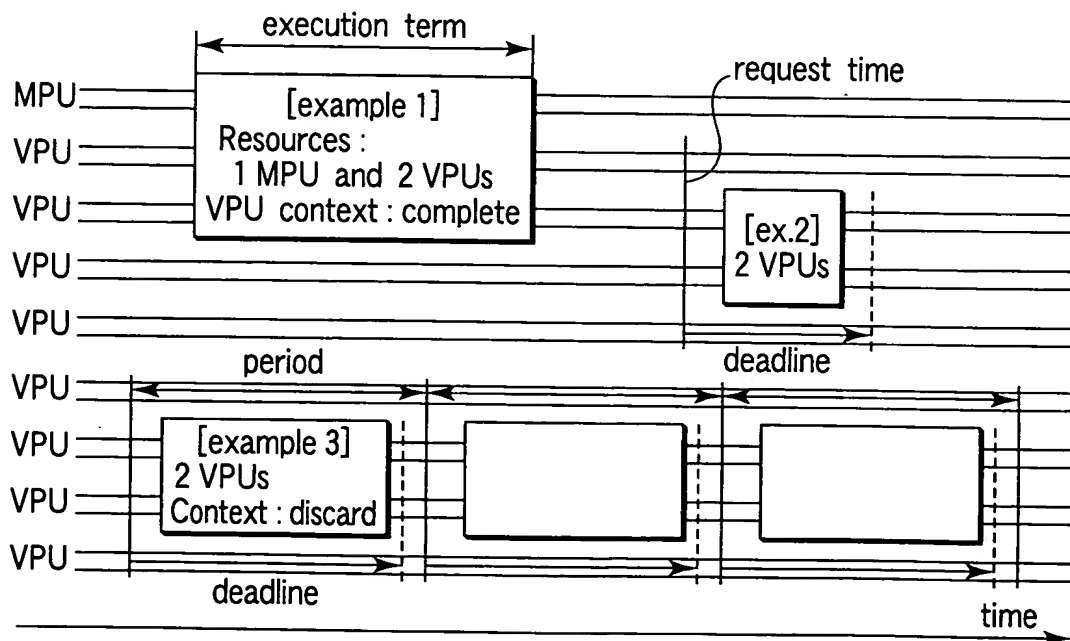 execution term
request time
MPU
[example 1]
Resources :
1 MPU and 2 VPUs
VPU context : complete
VPU
VPU
[ex.2]
2 VPUs
VPU
VPU
deadline
period
VPU
VPU
[example 3]
2 VPUs
Context : discard
VPU
VPU
deadline
time